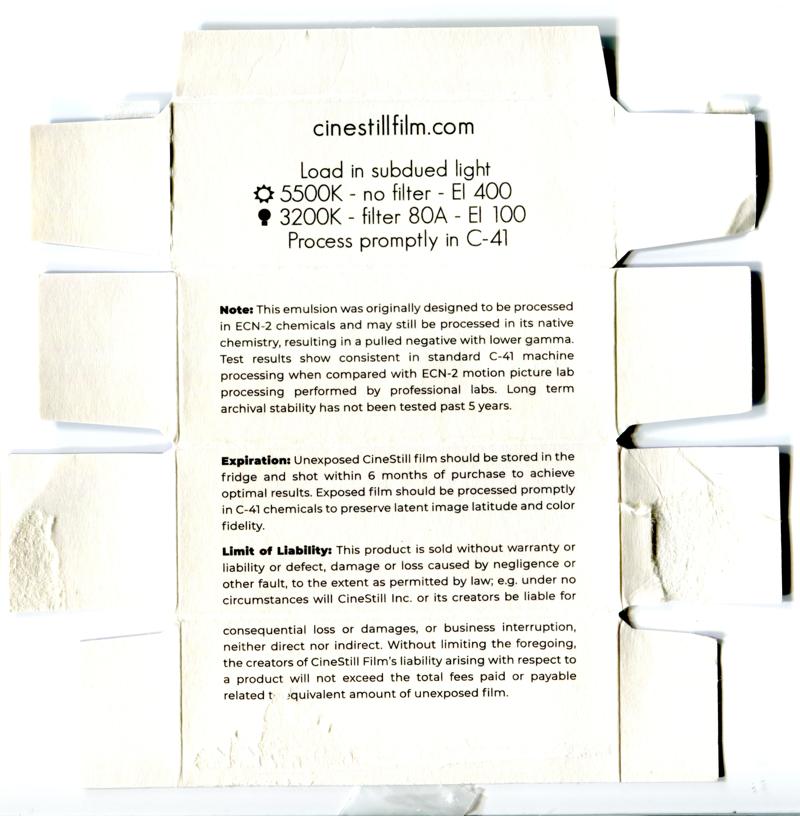 cinestillfilm.com
Load in subdued light
5500K - no filter - EI 400
3200K - filter 80A - EI 100
Process promptly in C-41
Note: This emulsion was originally designed to be processed
in ECN-2 chemicals and may still be processed in its native
chemistry, resulting in a pulled negative with lower gamma.
Test results show consistent in standard C-41 machine
processing when compared with ECN-2 motion picture lab
processing performed by professional labs. Long term
archival stability has not been tested past 5 years.
Expiration: Unexposed CineStill film should be stored in the
fridge and shot within 6 months of purchase to achieve
optimal results. Exposed film should be processed promptly
in C-41 chemicals to preserve latent image latitude and color
fidelity.
Limit of Liability: This product is sold without warranty or
liability or defect, damage or loss caused by negligence or
other fault, to the extent as permitted by law; e.g. under no
circumstances will CineStill Inc. or its creators be liable for
consequential loss or damages, or business interruption,
neither direct nor indirect. Without limiting the foregoing,
the creators of CineStill Film's liability arising with respect to
a product will not exceed the total fees paid or payable
related equivalent amount of unexposed film.